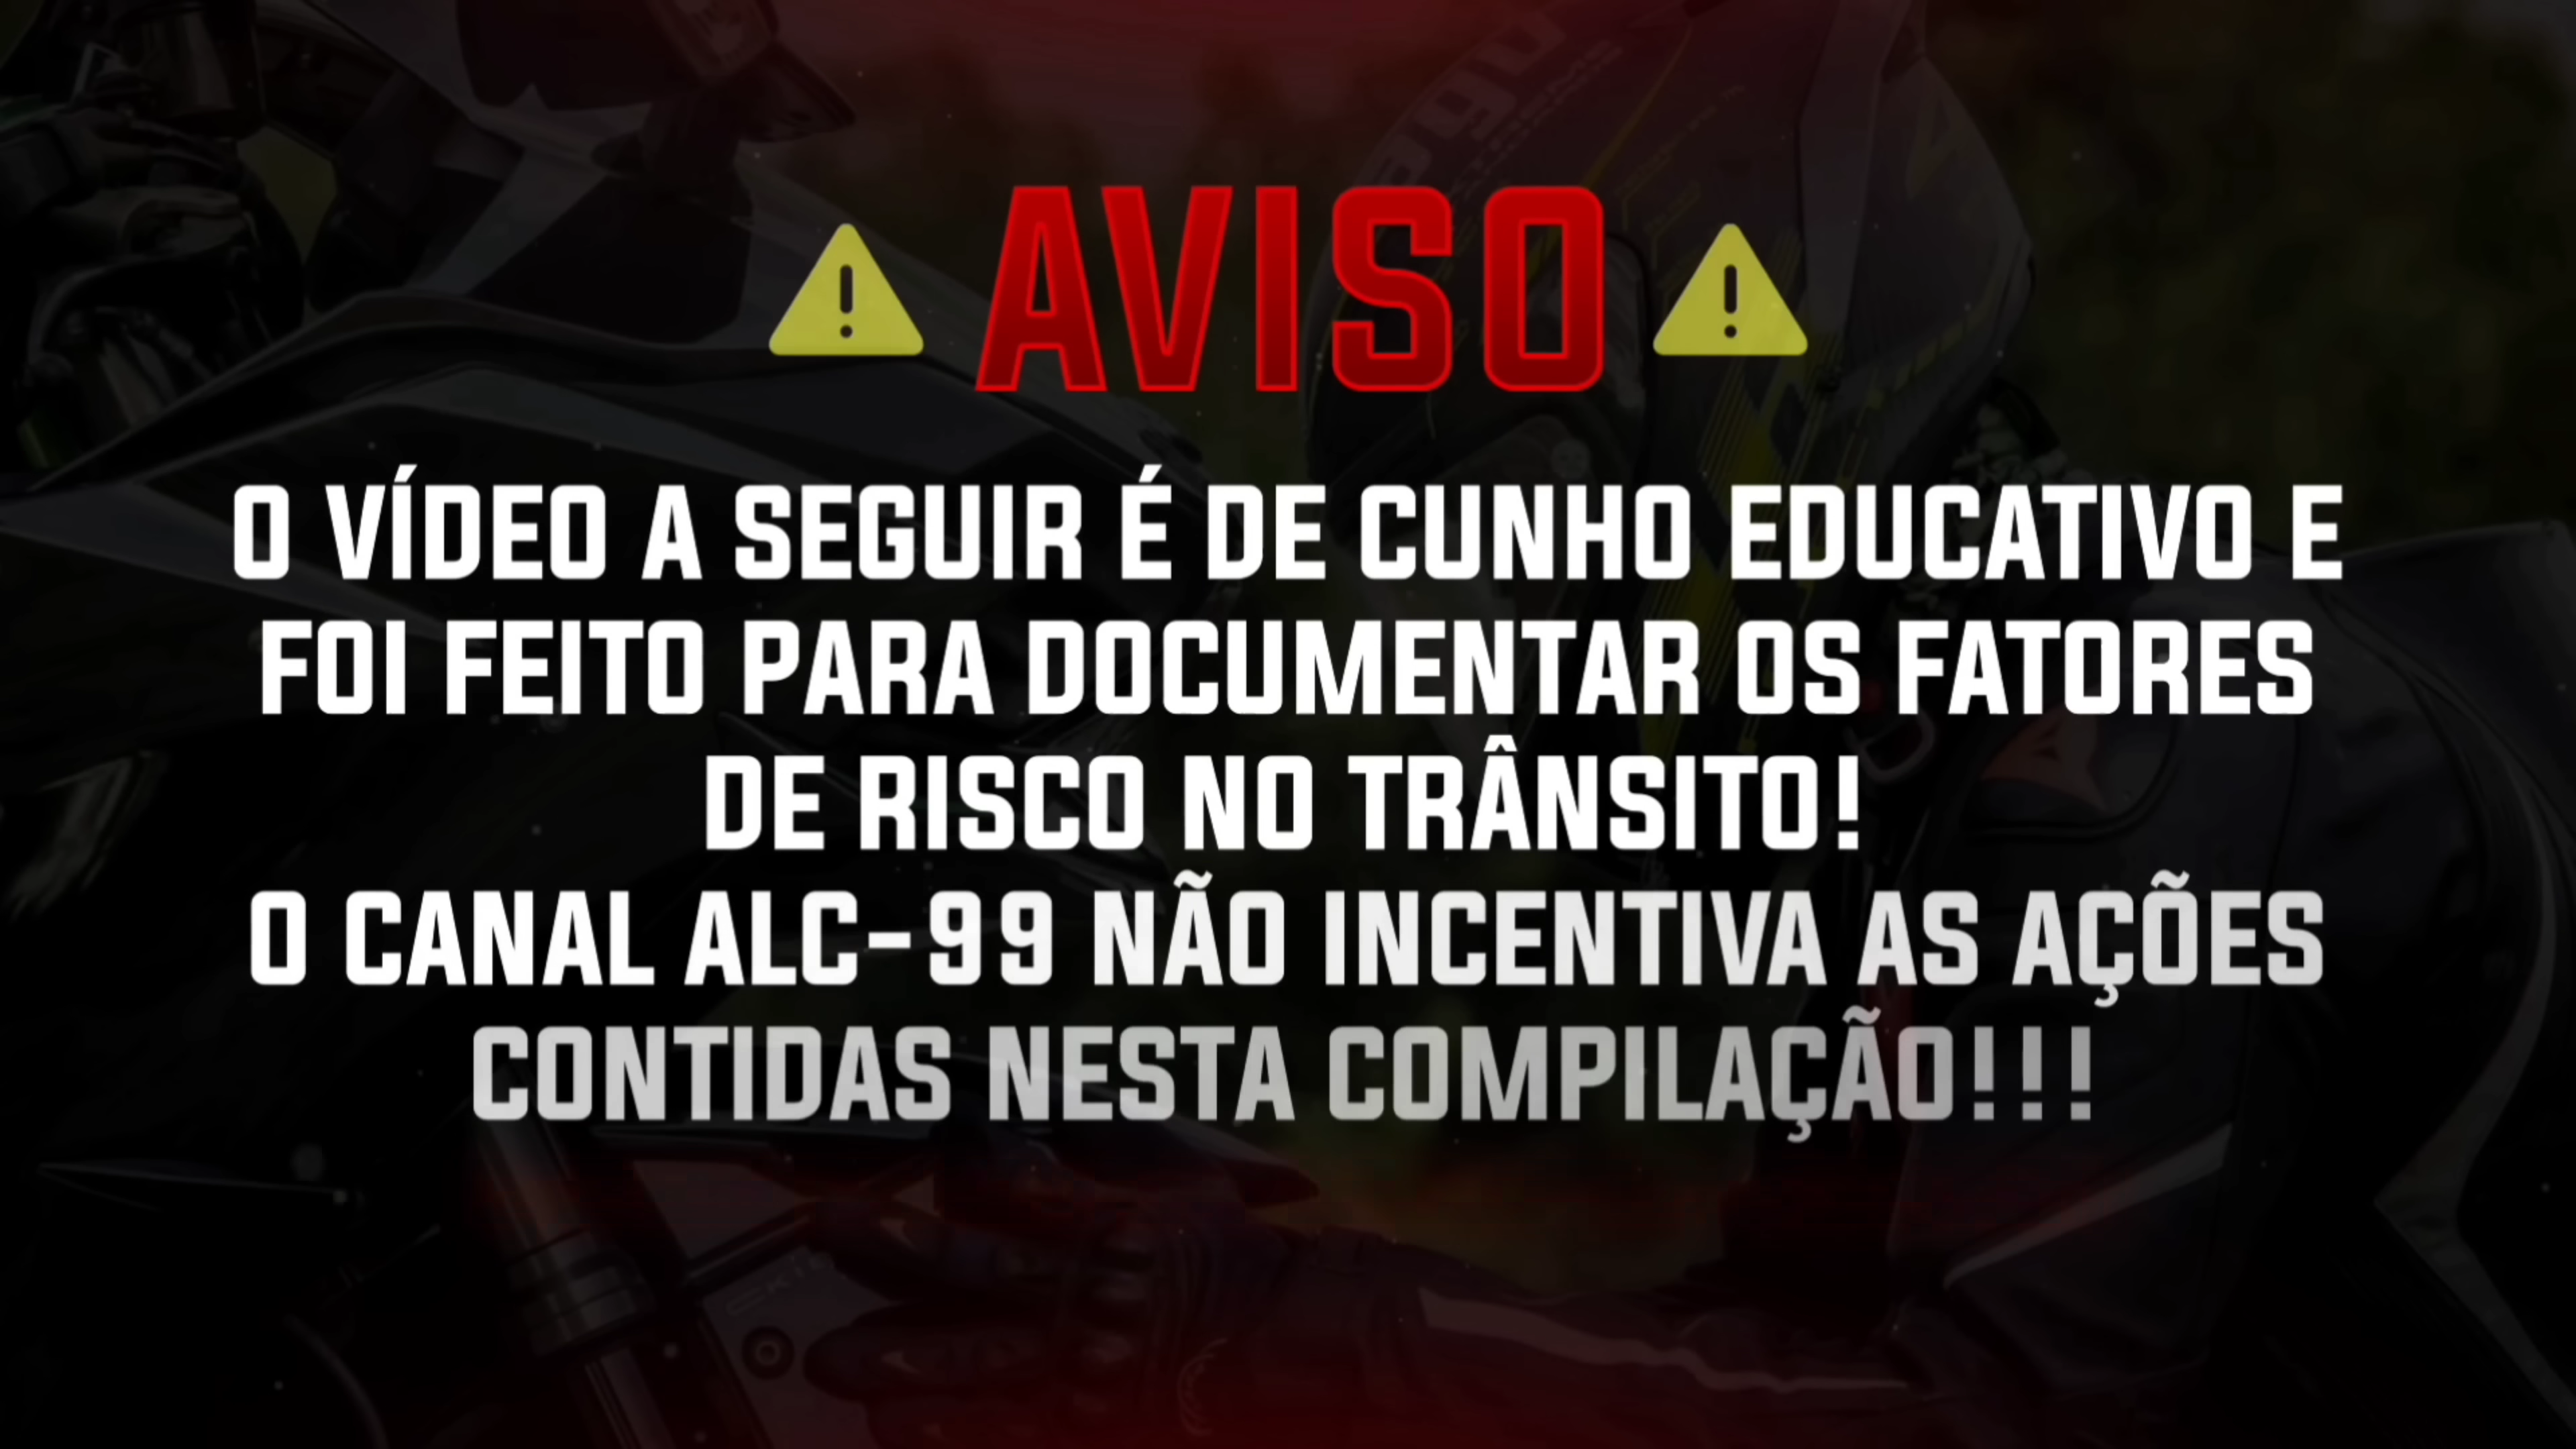 AVISO
O VÍDEO A SEGUIR É DE CUNHO EDUCATIVO E
FOI FEITO PARA DOCUMENTAR OS FATORES
DE RISCO NO TRÂNSITO!
O CANAL ALC-99 NÃO INCENTIVA AS AÇÕES
CONTIDAS NESTA COMPILAÇÃO!!!